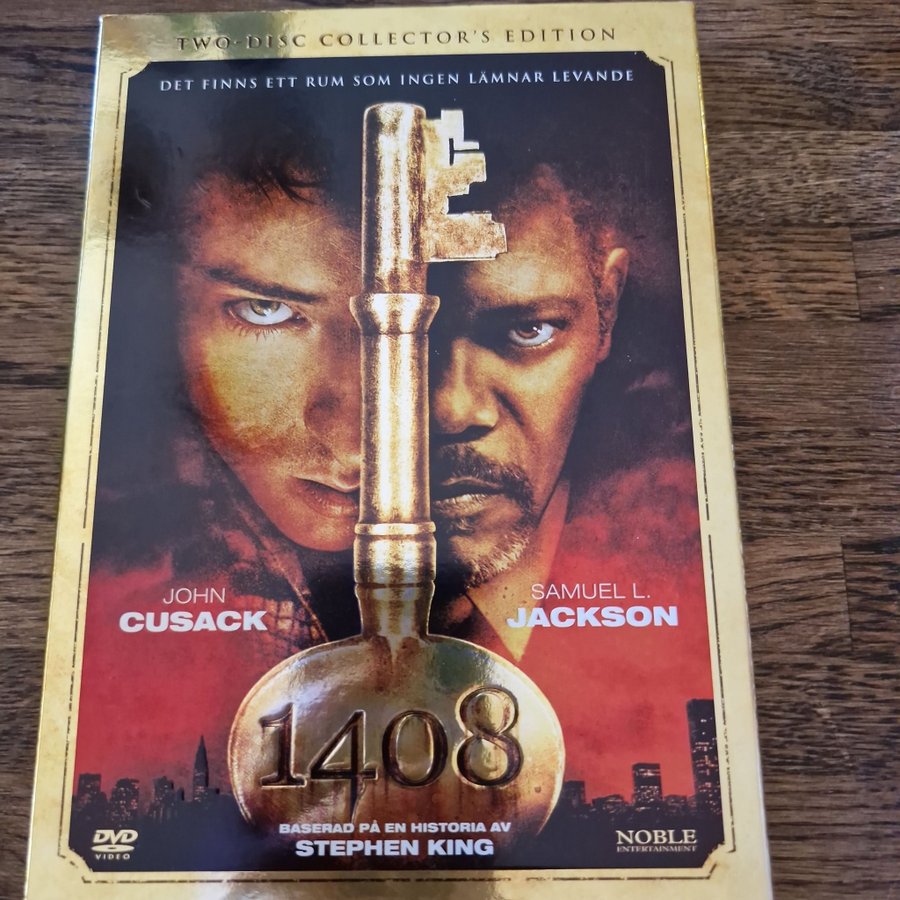 TWO-DISC COLLECTOR'S EDITION
DET FINNS ETT RUM SOM INGEN LÄMNAR LEVANDE
JOHN
CUSACK
SAMUEL L.
JACKSON
1408
BASERAD PÅ EN HISTORIA AV
STEPHEN KING
DVD
VIDEO
NOBLE
ENTERTAINMENT